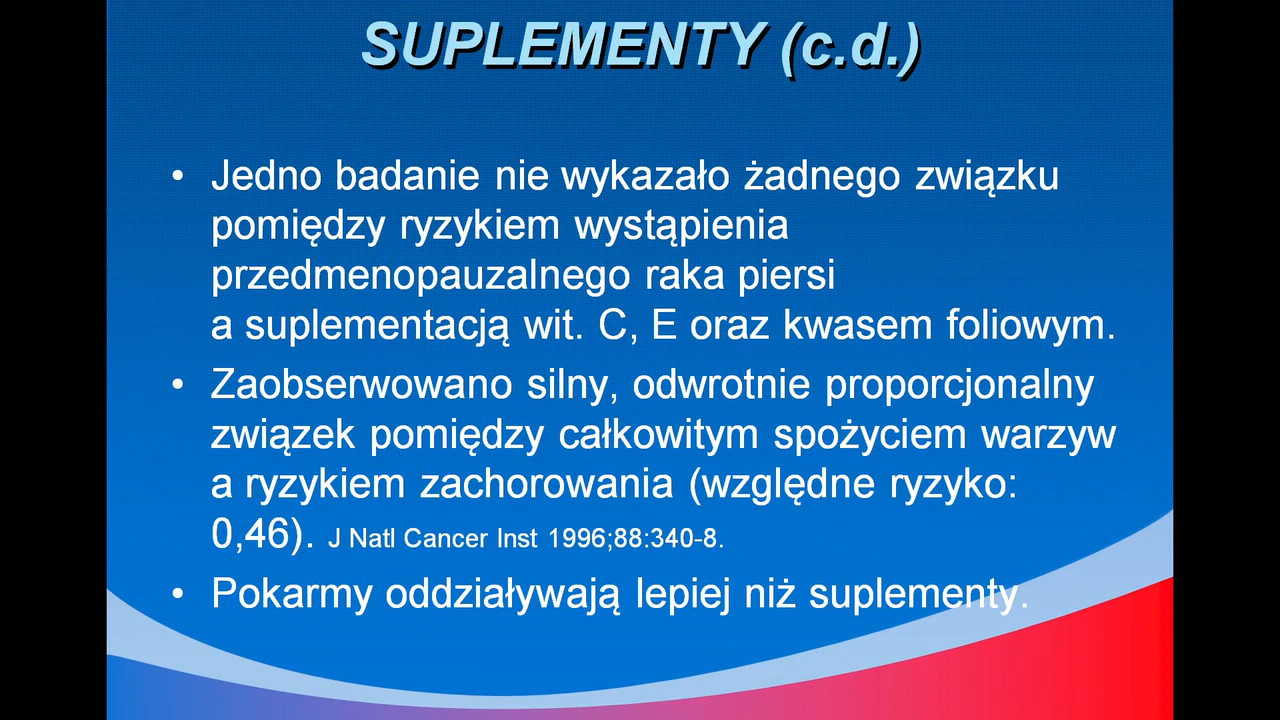 SUPLEMENTY (c.d.)
• Jedno badanie nie wykazało żadnego związku
pomiędzy ryzykiem wystąpienia
przedmenopauzalnego raka piersi
a suplementacją wit. C, E oraz kwasem foliowym.
• Zaobserwowano silny, odwrotnie proporcjonalny
związek pomiędzy całkowitym spożyciem warzyw
a ryzykiem zachorowania (względne ryzyko:
0,46). J Natl Cancer Inst 1996;88:340-8.
• Pokarmy oddziaływają lepiej niż suplementy.